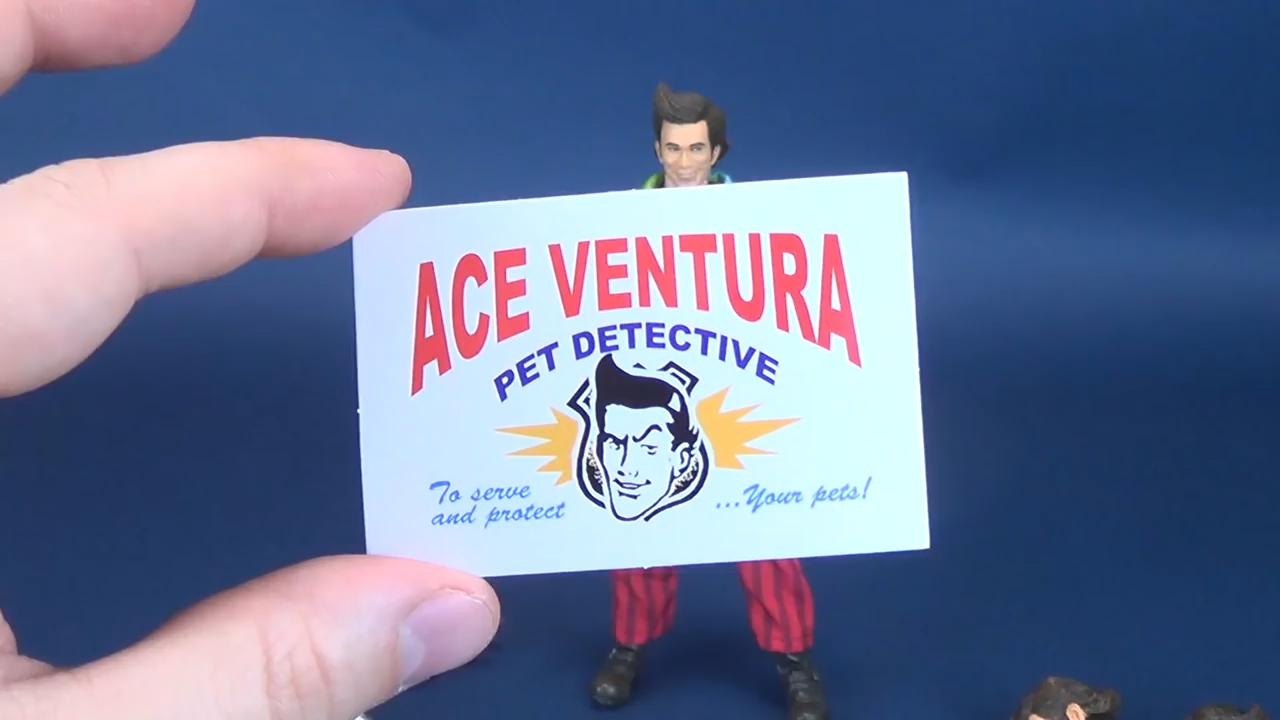 ACE VENTURA
PET DETECTIVE
To serve
and protect
...Your pets!